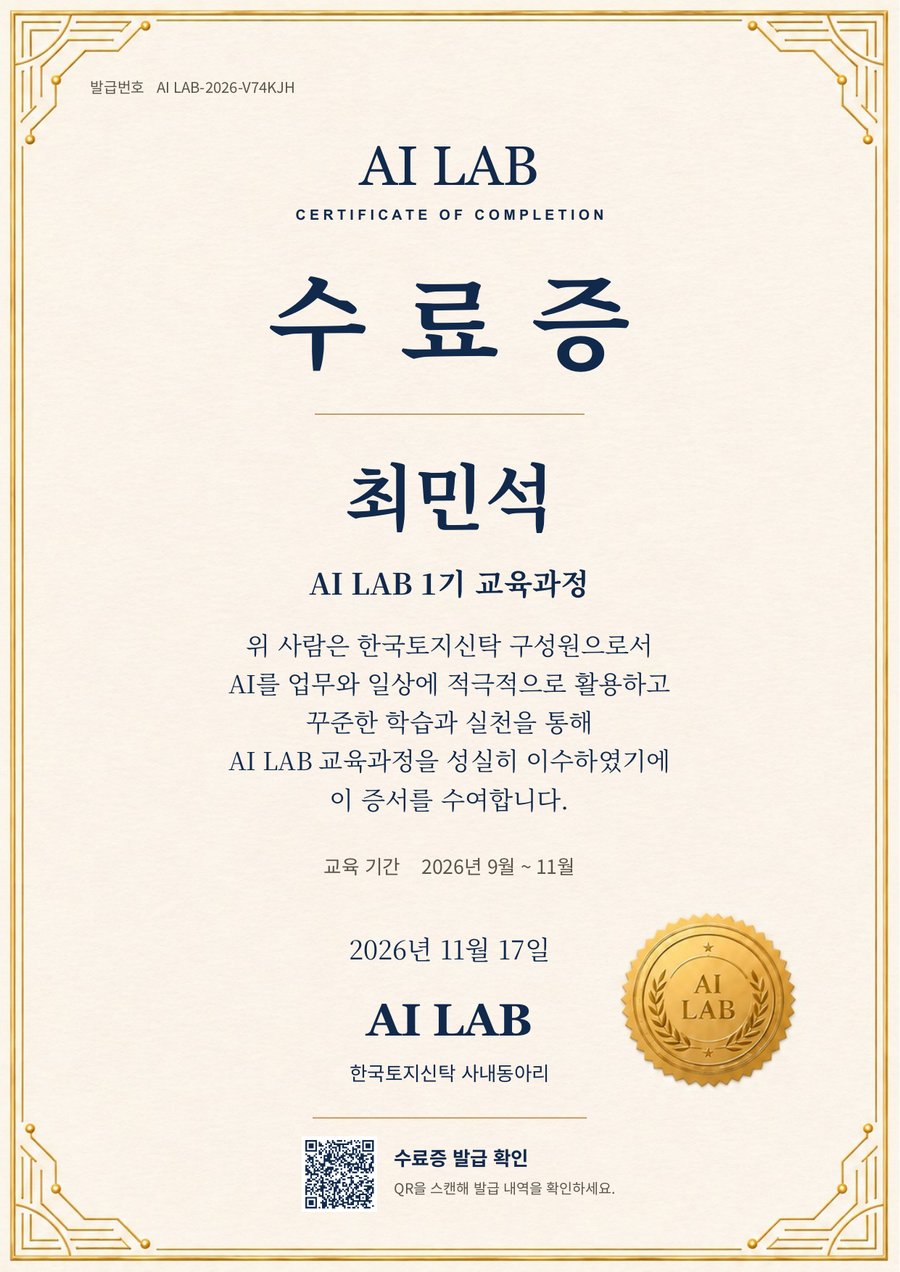 발급번호 AI LAB-2026-V74KJH
AI LAB
CERTIFICATE OF COMPLETION
수료증
최민석
AI LAB 1기 교육과정
위 사람은 한국토지신탁 구성원으로서
AI를 업무와 일상에 적극적으로 활용하고
꾸준한 학습과 실천을 통해
AI LAB 교육과정을 성실히 이수하였기에
이 증서를 수여합니다.
교육 기간 2026년 9월 ~ 11월
2026년 11월 17일
AI LAB
한국토지신탁 사내동아리
AI
LAB
수료증 발급 확인
QR을 스캔해 발급 내역을 확인하세요.